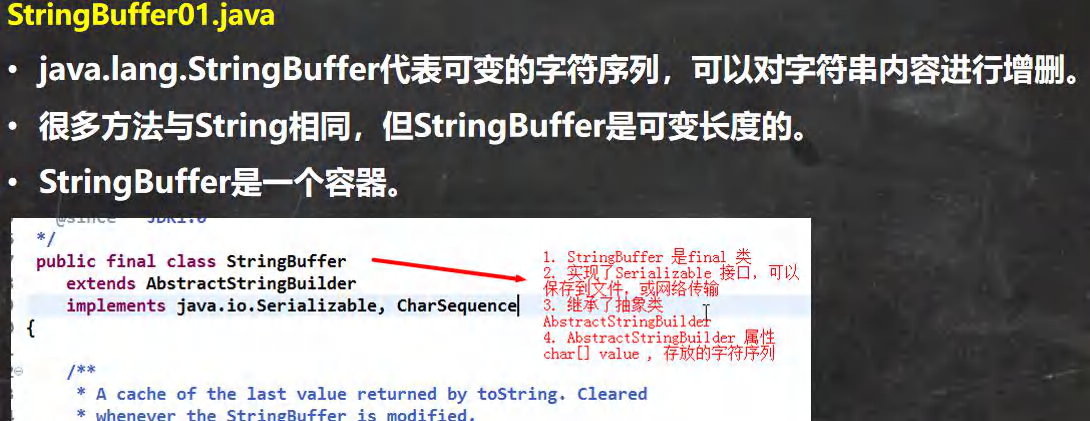 StringBuffer01.java
• java.lang.StringBuffer代表可变的字符序列，可以对字符串内容进行增删。
• 很多方法与String相同，但StringBuffer是可变长度的。
• StringBuffer是一个容器。
@since JDK1.0
*/
public final class StringBuffer
extends AbstractStringBuilder
implements java.io.Serializable, CharSequence
{
/**
* A cache of the last value returned by toString. Cleared
* whenever the StringBuffer is modified.
1. StringBuffer 是final 类
2. 实现了Serializable 接口，可以
保存到文件，或网络传输
3. 继承了抽象类
AbstractStringBuilder
4. AbstractStringBuilder 属性
char[] value ，存放的字符序列